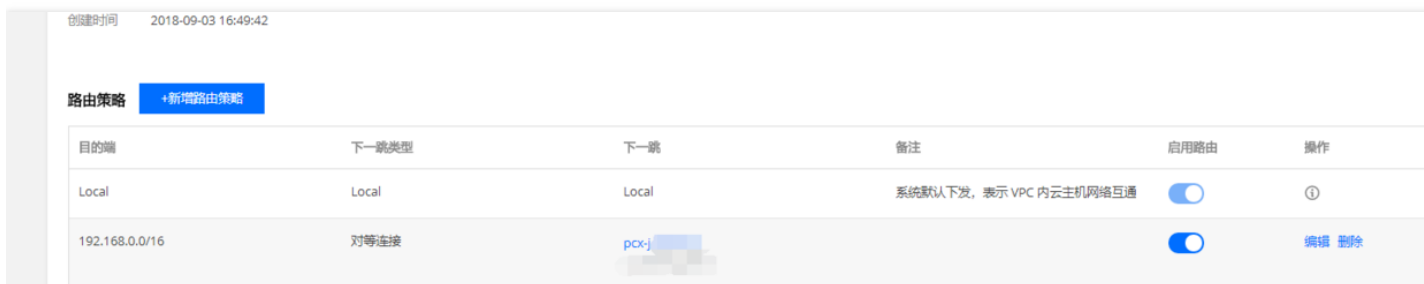 创建时间 2018-09-03 16:49:42
路由策略 +新增路由策略
目的端 下一跳类型 下一跳 备注 启用路由 操作
Local Local Local 系统默认下发，表示 VPC 内云主机网络互通
192.168.0.0/16 对等连接 pcx-j 编辑 删除